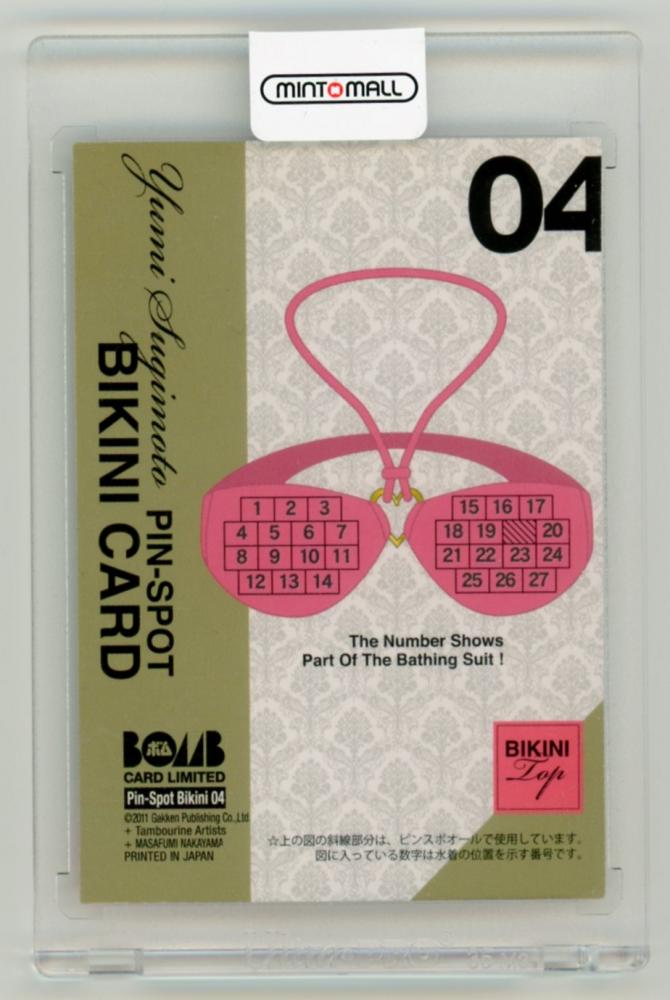 MINT MALL
04
Yumi Sugimoto PIN-SPOT
BIKINI CARD
1 2 3
4 5 6 7
8 9 10 11
12 13 14
15 16 17
18 19 20
21 22 23 24
25 26 27
The Number Shows
Part Of The Bathing Suit !
BIKINI
Top
BOMB
ボム
CARD LIMITED
Pin-Spot Bikini 04
©2011 Gakken Publishing Co.,Ltd.
+ Tambourine Artists
+ MASAFUMI NAKAYAMA
PRINTED IN JAPAN
☆上の図の斜線部分は、ピンスポオールで使用しています。
図に入っている数字は水着の位置を示す番号です。